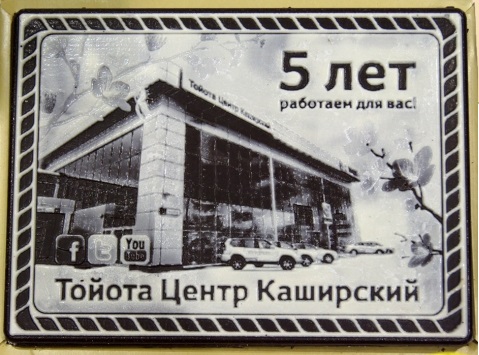 5 лет
работаем для вас!
Тойота Центр Каширский
f
t
You
Tube
Тойота Центр Каширский